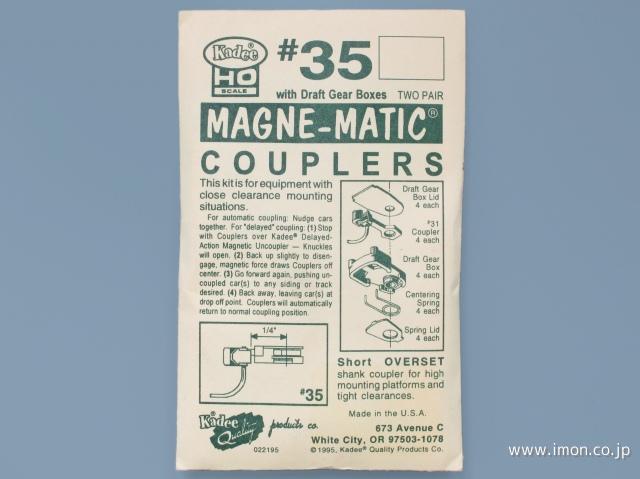 Kadee®
HO
SCALE
#35
with Draft Gear Boxes TWO PAIR
MAGNE-MATIC®
COUPLERS
This kit is for equipment with
close clearance mounting
situations.
For automatic coupling: Nudge cars
together. For "delayed" coupling: (1) Stop
with Couplers over Kadee® Delayed-
Action Magnetic Uncoupler — Knuckles
will open. (2) Back up slightly to disen-
gage, magnetic force draws Couplers off
center. (3) Go forward again, pushing un-
coupled car(s) to any siding or track
desired. (4) Back away, leaving car(s) at
drop off point. Couplers will automatically
return to normal coupling position.
Draft Gear
Box Lid
4 each
#31
Coupler
4 each
Draft Gear
Box
4 each
Centering
Spring
4 each
Spring Lid
4 each
1/4"
#35
Short OVERSET
shank coupler for high
mounting platforms and
tight clearances.
Made in the U.S.A.
Kadee®
Quality
products co.
022195
673 Avenue C
White City, OR 97503-1078
©1995, Kadee® Quality Products Co.
www.imon.co.jp